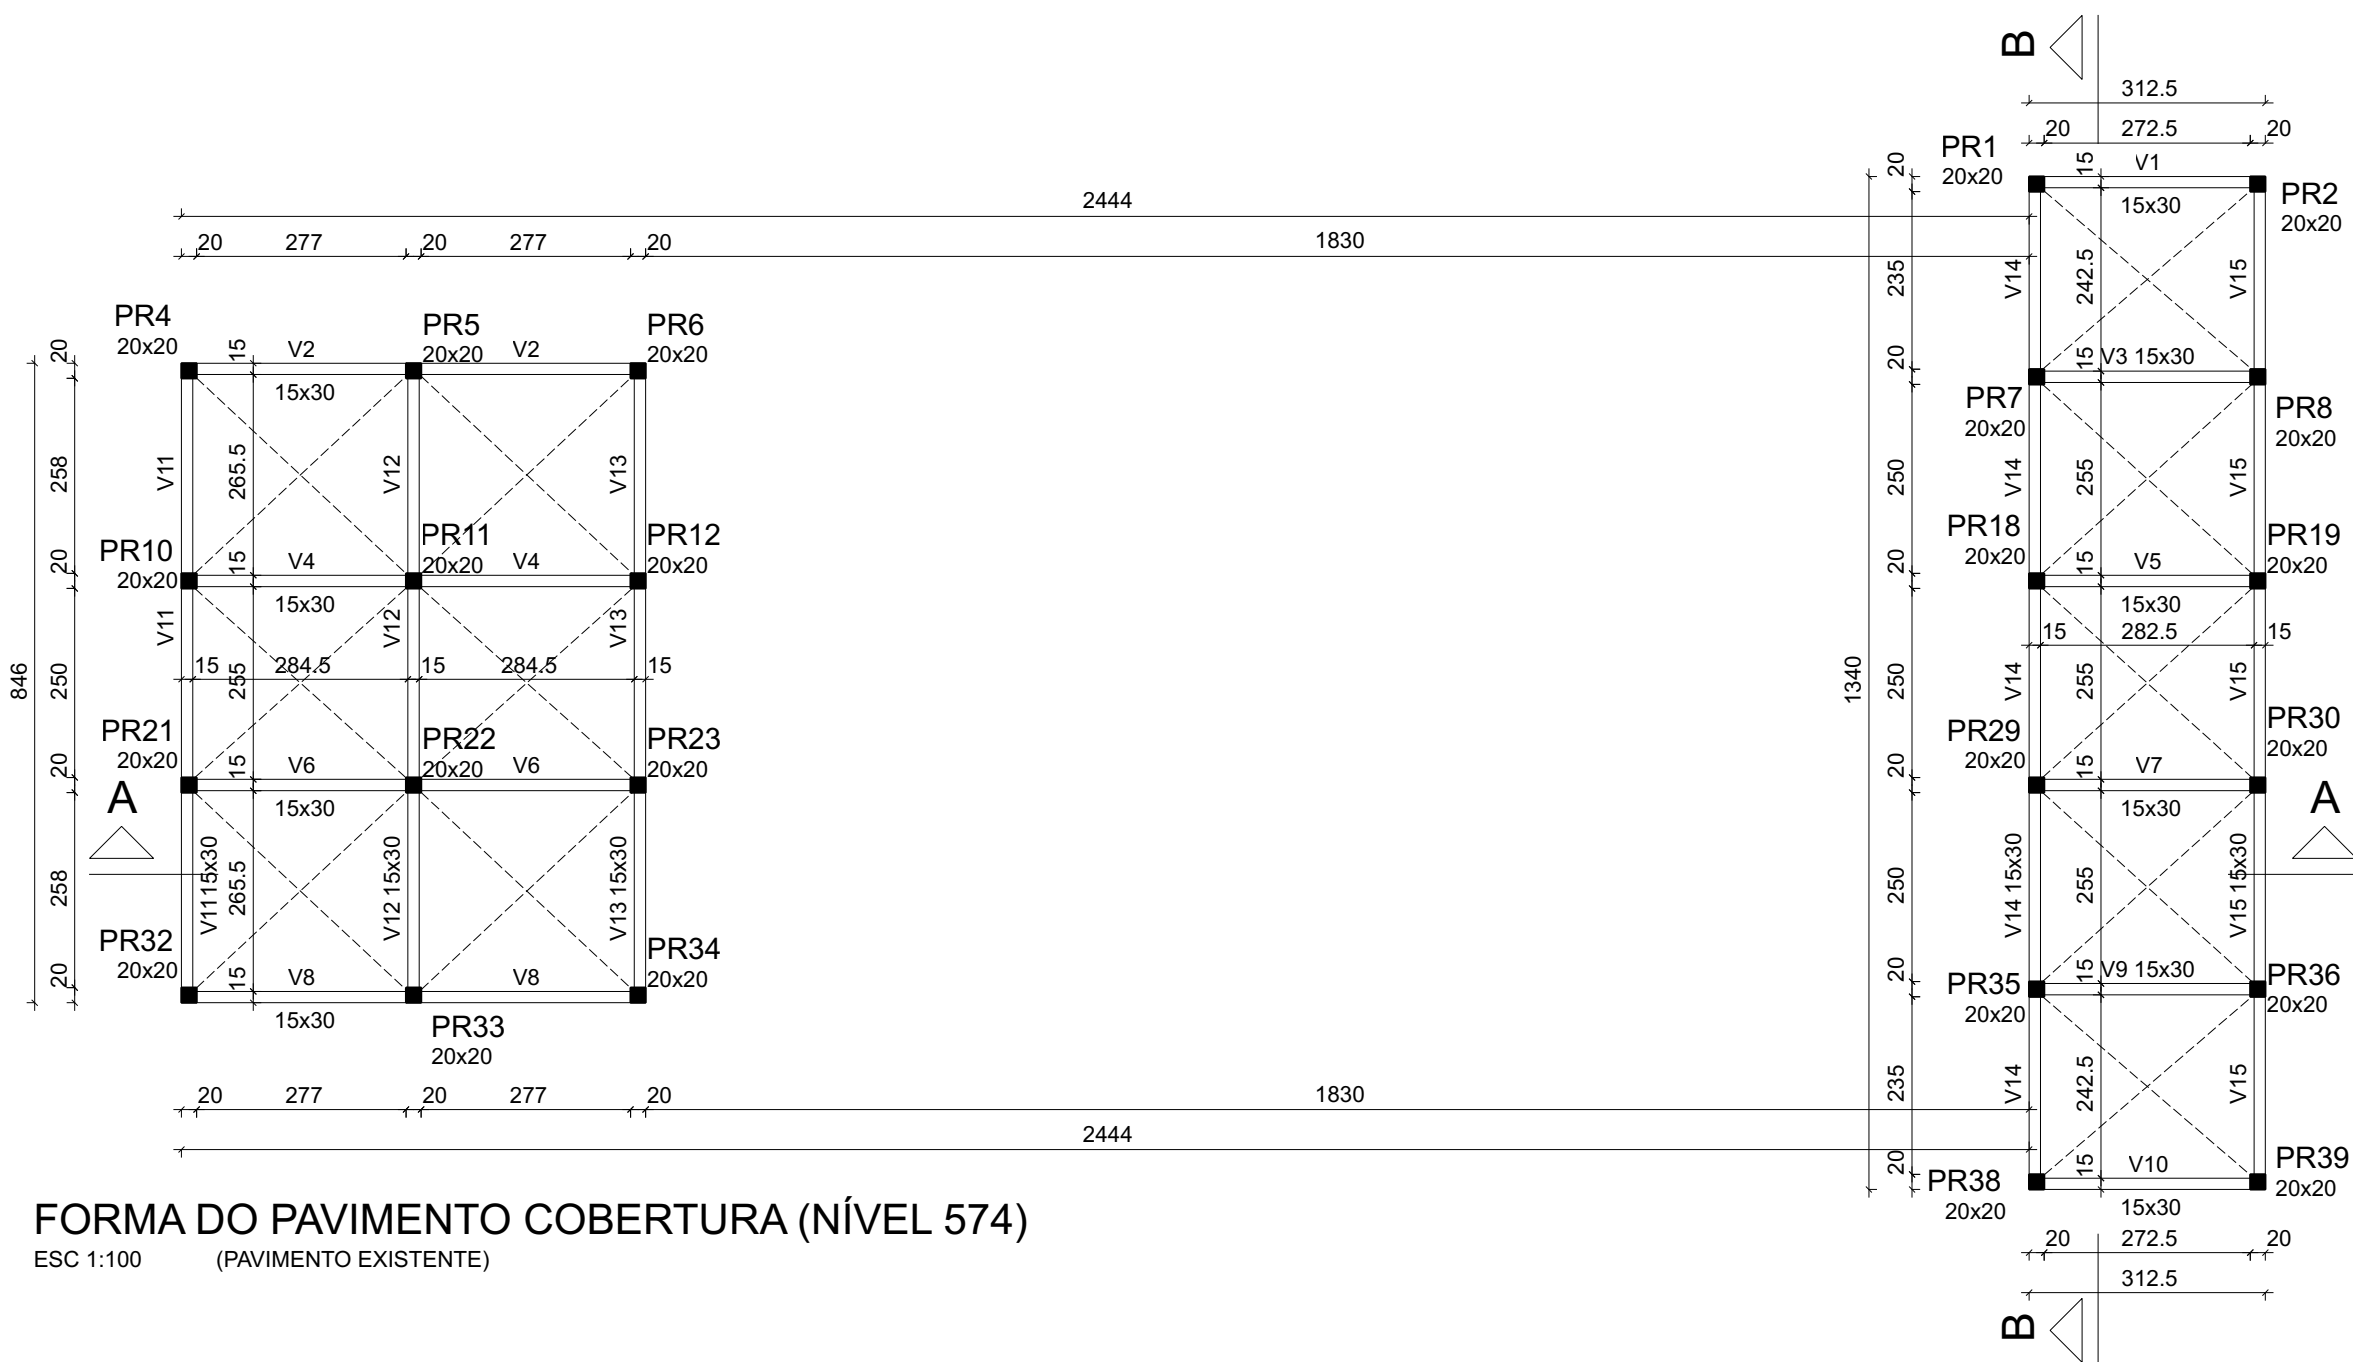 B
312.5
20 272.5 20
PR1
20x20
20
15
V1
PR2
20x20
15x30
2444
20 277 20 277 20 1830
235
V14
242.5
V15
PR4
20x20
PR5
20x20
PR6
20x20
20
15
V2
V2
15x30
20
15
V3 15x30
PR7
20x20
PR8
20x20
258
V11
265.5
V12
V13
250
V14
255
V15
PR10
20x20
PR11
20x20
PR12
20x20
20
15
V4
V4
15x30
PR18
20x20
PR19
20x20
20
15
V5
15x30
V11
V12
V13
15 284.5 15 284.5 15
15 282.5 15
846
250
255
1340
250
V14
255
V15
PR21
20x20
PR22
20x20
PR23
20x20
20
15
V6
V6
15x30
PR29
20x20
PR30
20x20
20
15
V7
15x30
A
A
258
V11 15x30
265.5
V12 15x30
V13 15x30
250
V14 15x30
255
V15 15x30
PR32
20x20
PR34
20x20
20
15
V8
V8
15x30
PR33
20x20
PR35
20x20
PR36
20x20
20
15
V9 15x30
235
V14
242.5
V15
20 277 20 277 20 1830
2444
PR38
20x20
PR39
20x20
20
15
V10
15x30
FORMA DO PAVIMENTO COBERTURA (NÍVEL 574)
ESC 1:100 (PAVIMENTO EXISTENTE)
20 272.5 20
312.5
B